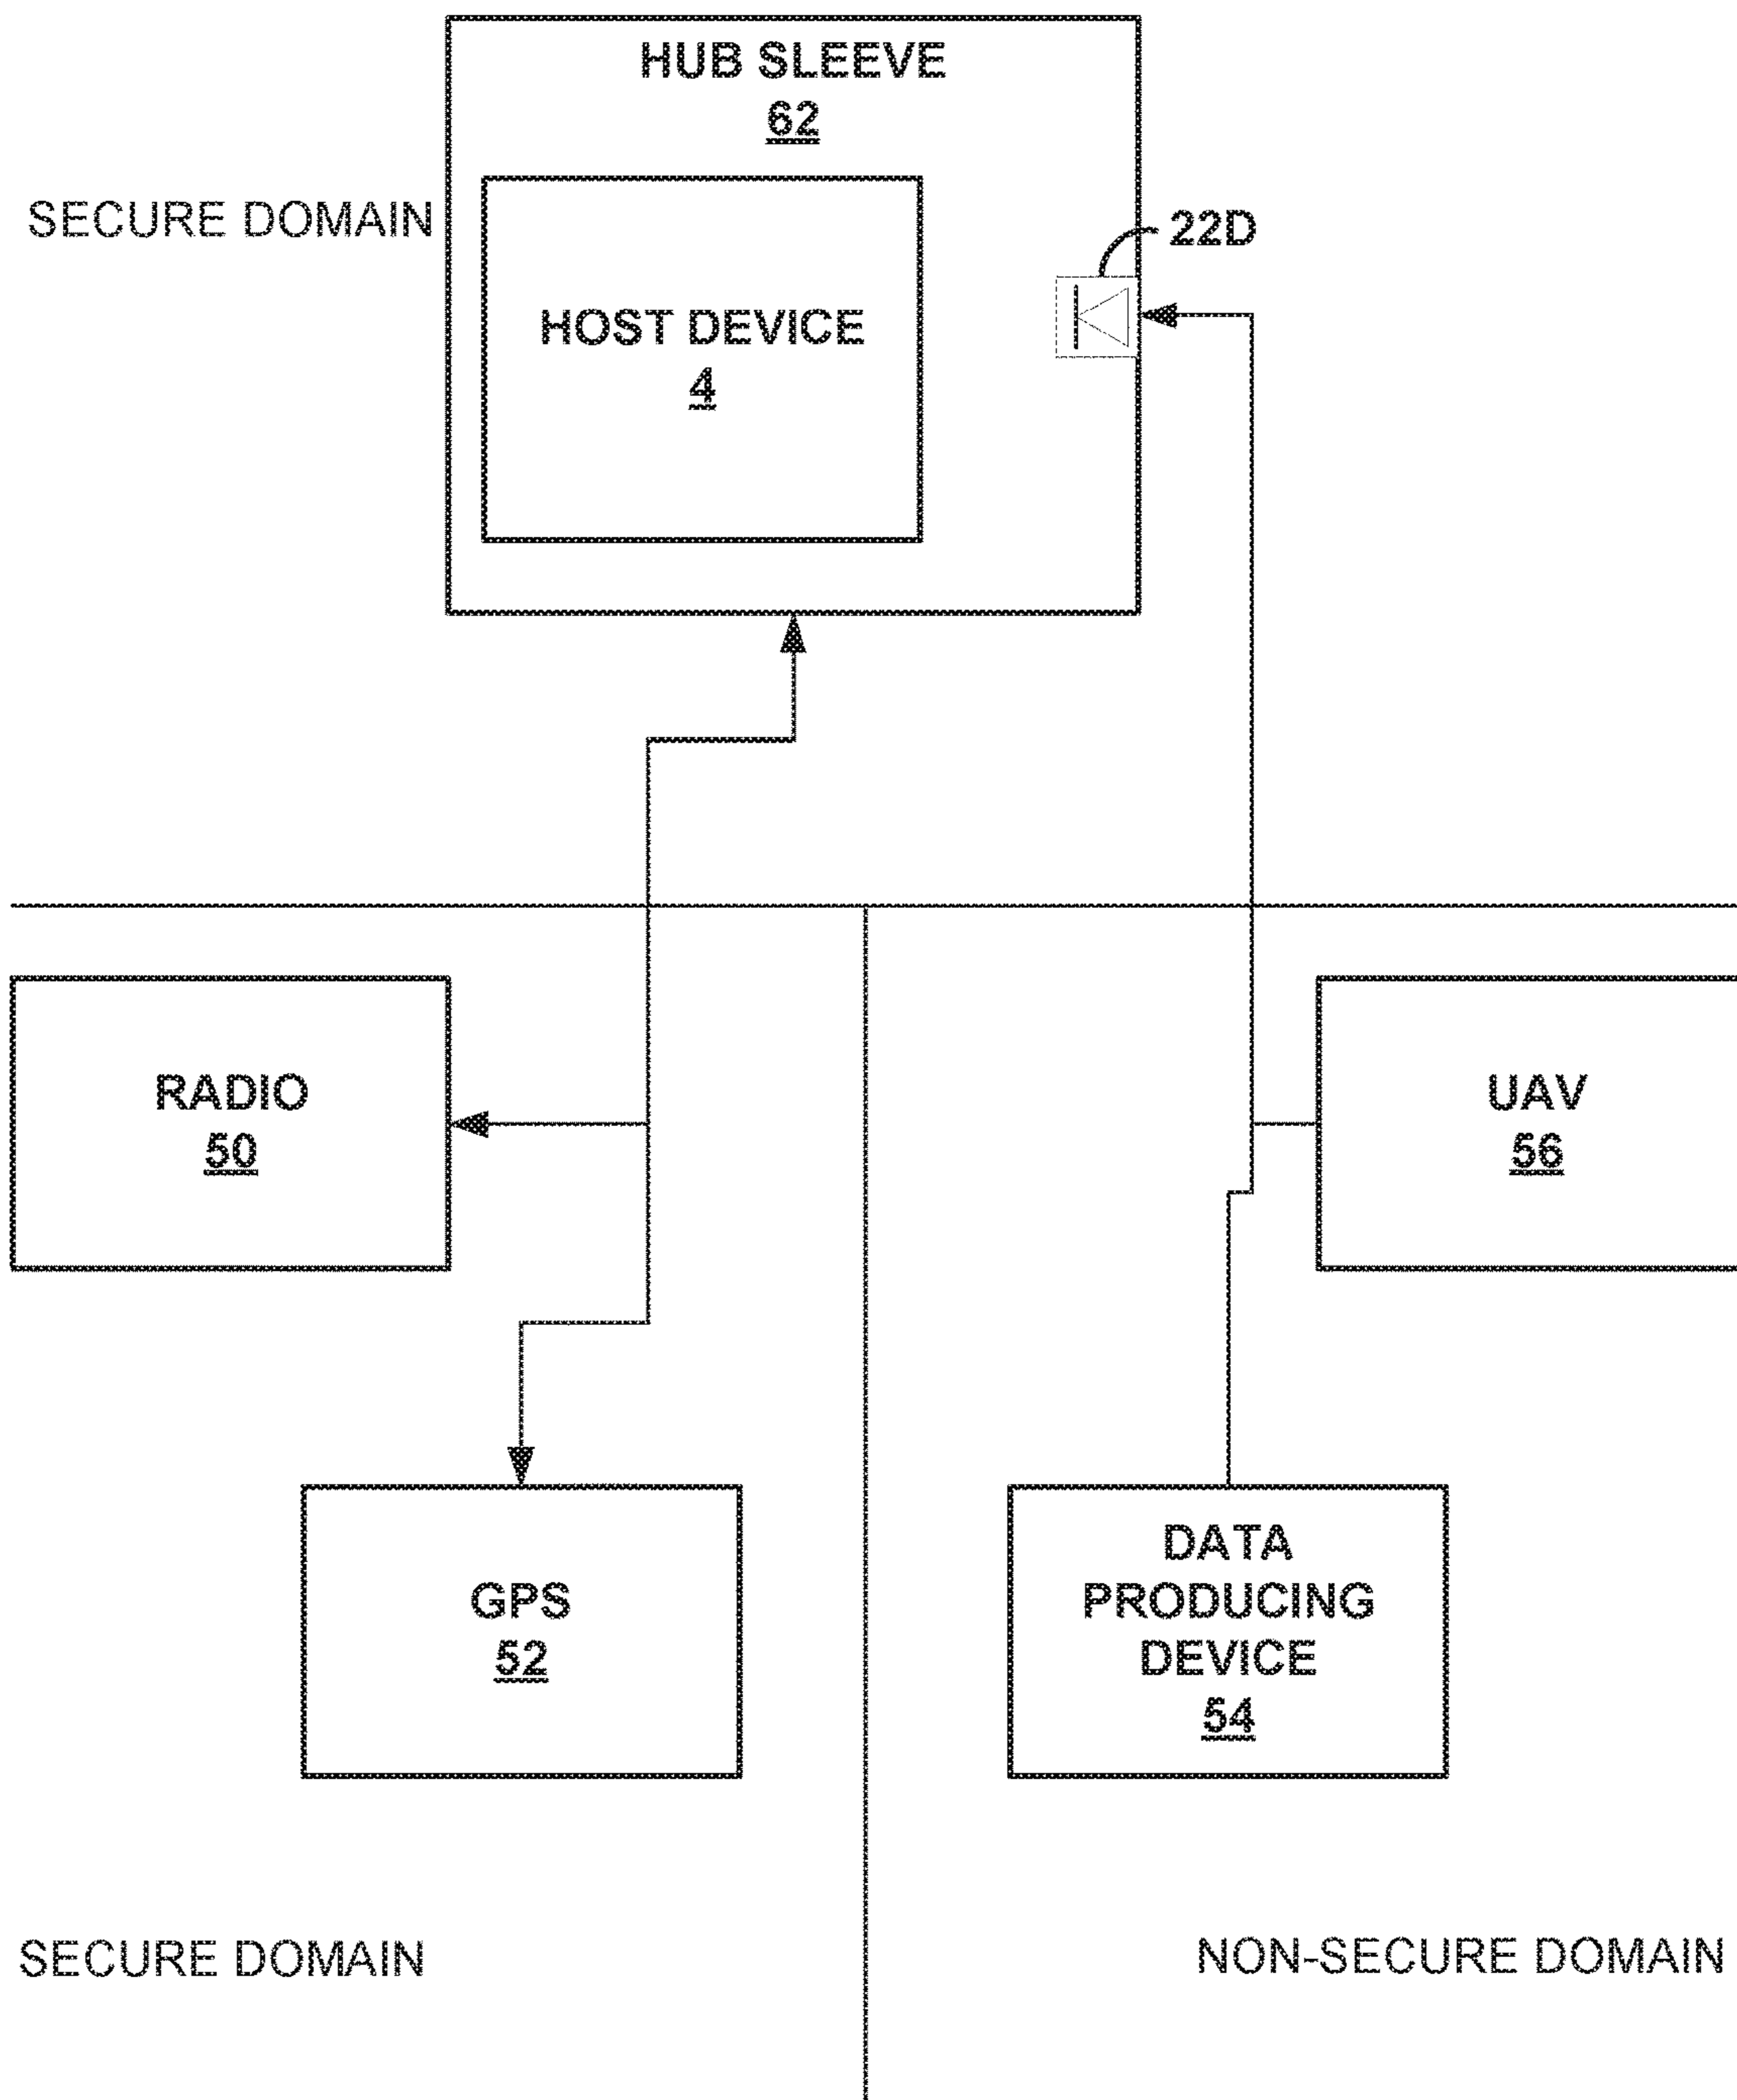 HUB SLEEVE
62
SECURE DOMAIN
22D
HOST DEVICE
4
RADIO
50
UAV
56
GPS
52
DATA
PRODUCING
DEVICE
54
SECURE DOMAIN
NON-SECURE DOMAIN